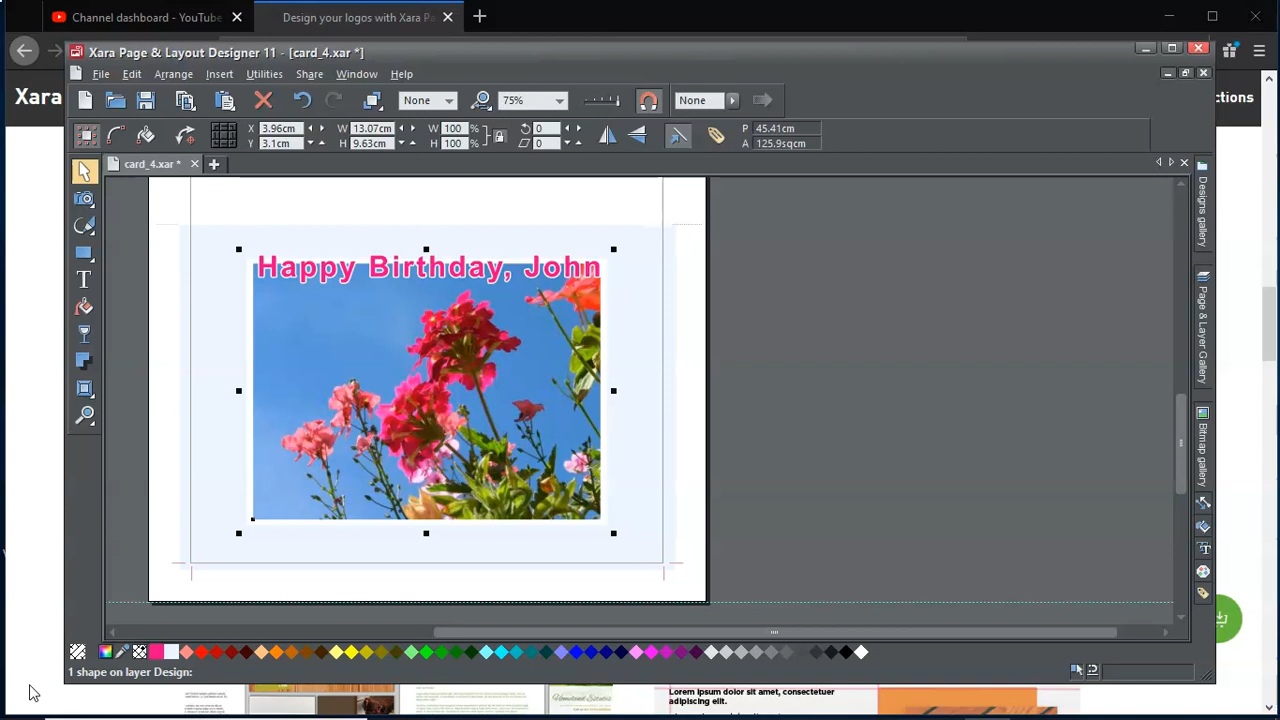 Channel dashboard - YouTube
Design your logos with Xara Pa
Xara Page & Layout Designer 11 - [card_4.xar *]
File Edit Arrange Insert Utilities Share Window Help
Xara
ctions
None
75%
None
X 3.96cm
W 13.07cm
W 100 %
0
P 45.41cm
Y 3.1cm
H 9.63cm
H 100 %
0
A 125.9sqcm
card_4.xar *
Designs gallery
Page & Layout Gallery
Bitmap gallery
Happy Birthday, John
1 shape on layer Design:
Lorem ipsum dolor sit amet, consectetuer
adipiscing elit.